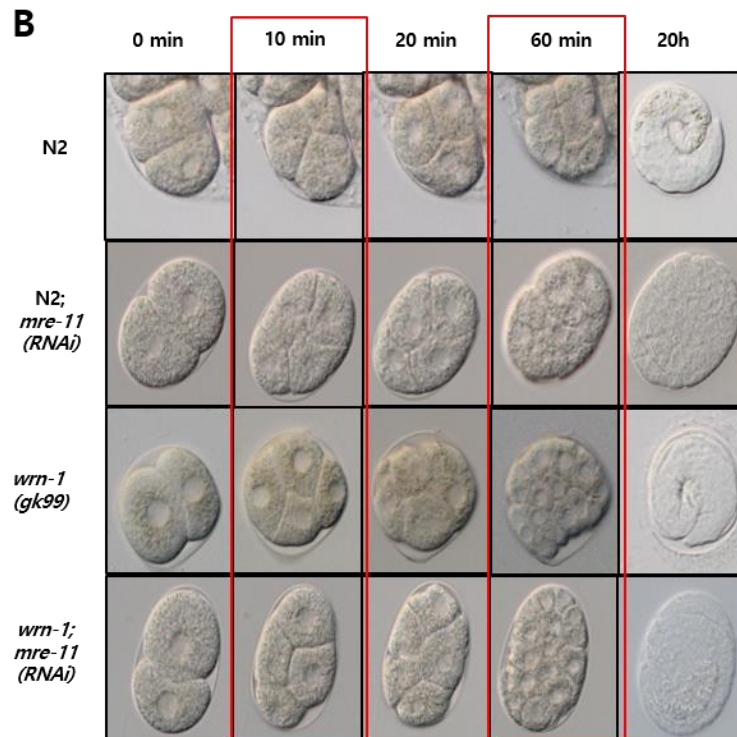 B
0 min 10 min 20 min 60 min 20h
N2
N2;
mre-11
(RNAi)
wrn-1
(gk99)
wrn-1;
mre-11
(RNAi)